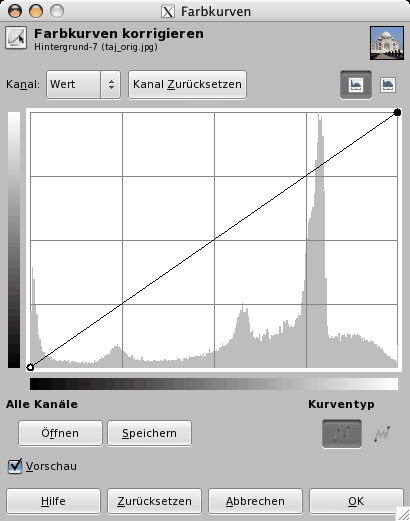 Farbkurven
Farbkurven korrigieren
Hintergrund-7 (taj_orig.jpg)
Kanal: Wert Kanal Zurücksetzen
Alle Kanäle Kurventyp
Öffnen Speichern
Vorschau
Hilfe Zurücksetzen Abbrechen OK